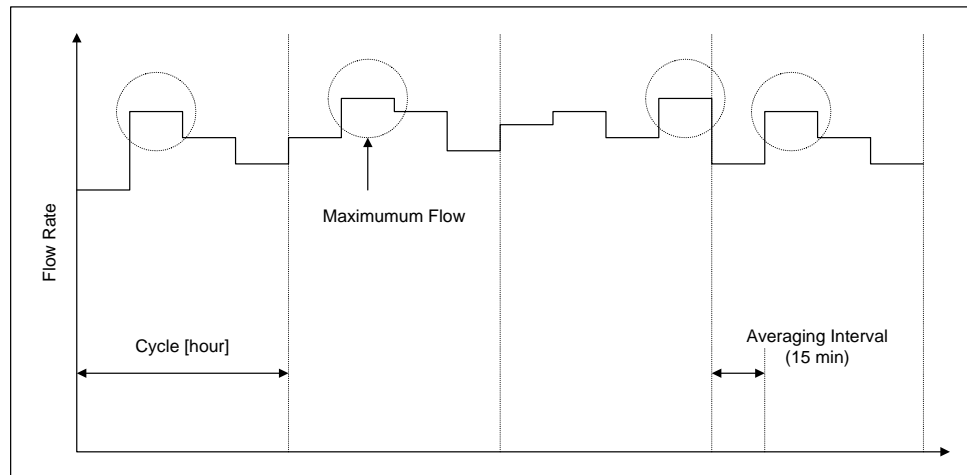 Flow Rate
Maximumum Flow
Cycle [hour]
Averaging Interval
(15 min)